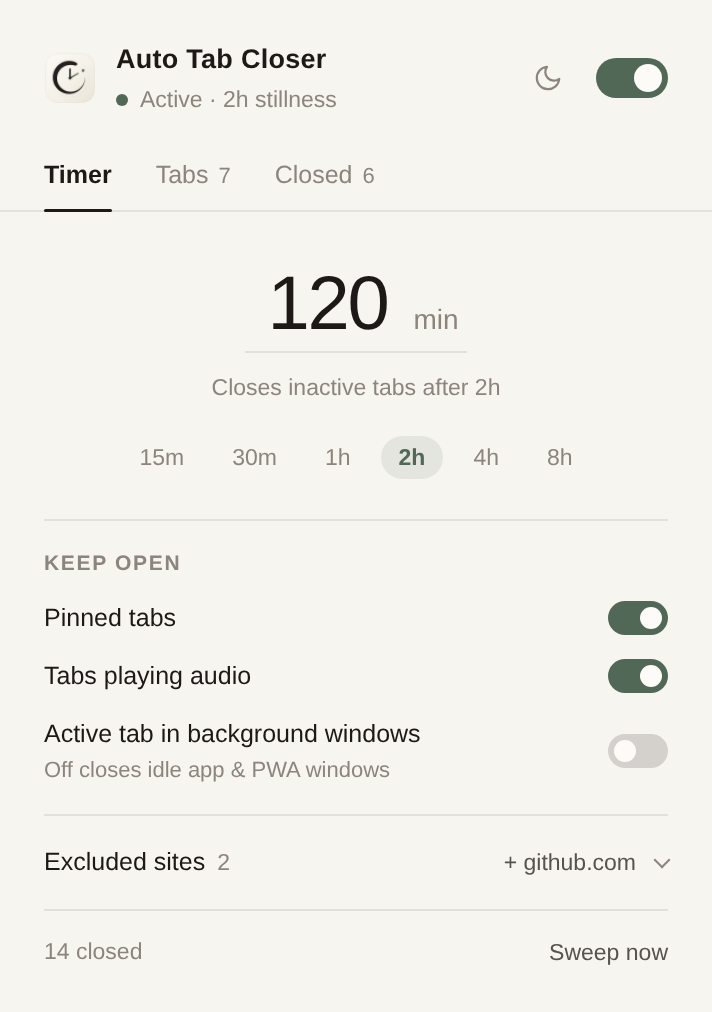 Auto Tab Closer
Active · 2h stillness
Timer
Tabs 7
Closed 6
120 min
Closes inactive tabs after 2h
15m 30m 1h 2h 4h 8h
KEEP OPEN
Pinned tabs
Tabs playing audio
Active tab in background windows
Off closes idle app & PWA windows
Excluded sites 2
+ github.com
14 closed
Sweep now